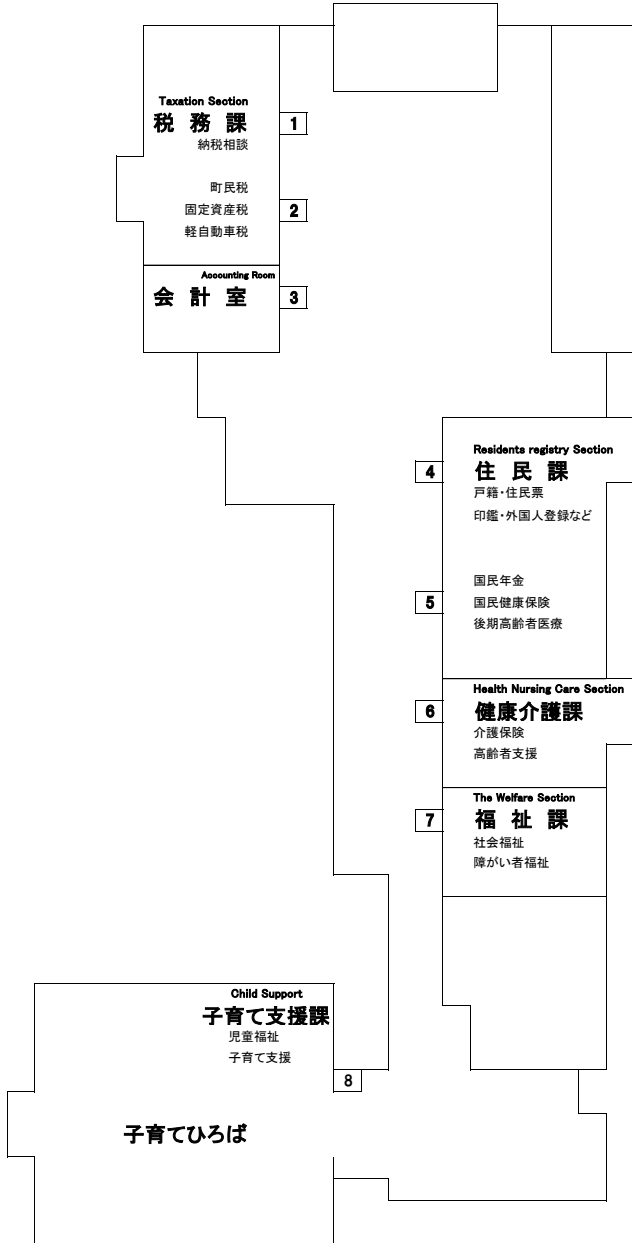 Taxation Section
税務課
1
納税相談
町民税
固定資産税
2
軽自動車税
Accounting Room
会計室
3
Residents registry Section
4
住民課
戸籍・住民票
印鑑・外国人登録など
国民年金
5
国民健康保険
後期高齢者医療
Health Nursing Care Section
6
健康介護課
介護保険
高齢者支援
The Welfare Section
7
福祉課
社会福祉
障がい者福祉
Child Support
子育て支援課
児童福祉
子育て支援
8
子育てひろば